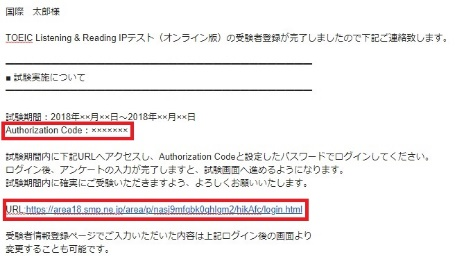 国際　太郎様
TOEIC Listening & Reading IPテスト（オンライン版）の受験者登録が完了しましたので下記ご連絡致します。
■ 試験実施について
試験期間：2018年××月××日~2018年××月××日
Authorization Code：×××××××
試験期間内に下記URLへアクセスし、Authorization Codeと設定したパスワードでログインしてください。
ログイン後、アンケートの入力が完了しますと、試験画面へ進めるようになります。
試験期間内に確実にご受験いただきますよう、よろしくお願いいたします。
URL:https://area18.smp.ne.jp/area/p/nasj9mfqbk0qhlgm2/hikAfc/login.html
受験者情報登録ページでご入力いただいた内容は上記ログイン後の画面より
変更することも可能です。